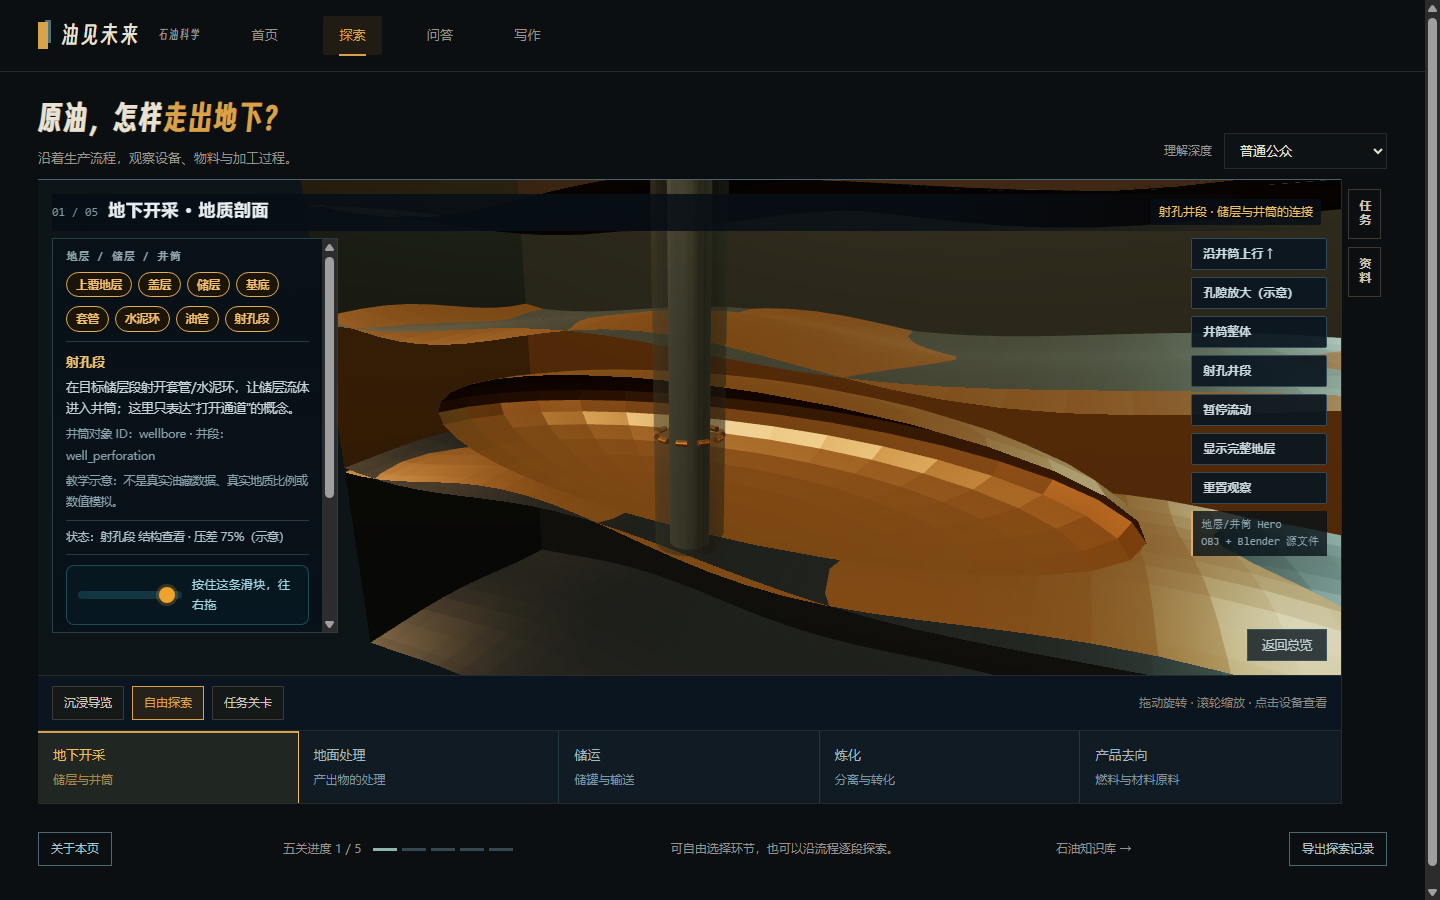 油见未来 石油科学 首页 探索 问答 写作
原油，怎样走出地下？
沿着生产流程，观察设备、物料与加工过程。
理解深度 普通公众
01 / 05 地下开采 · 地质剖面
射孔井段 · 储层与井筒的连接
地层 / 储层 / 井筒
上覆地层 盖层 储层 基底
套管 水泥环 油管 射孔段
射孔段
在目标储层段射开套管/水泥环，让储层流体
进入井筒；这里只表达“打开通道”的概念。
井筒对象 ID：wellbore · 井段：
well_perforation
教学示意：不是真实油藏数据、真实地质比例或
数值模拟。
状态：射孔段 结构查看 · 压差 75%（示意）
按住这条滑块，往
右拖
沿井筒上行 ↑
孔隙放大（示意）
井筒整体
射孔井段
暂停流动
显示完整地层
重置观察
地层/井筒 Hero
OBJ + Blender 源文件
返回总览
任务
资料
沉浸导览 自由探索 任务关卡
拖动旋转 · 滚轮缩放 · 点击设备查看
地下开采
储层与井筒
地面处理
产出物的处理
储运
储罐与输送
炼化
分离与转化
产品去向
燃料与材料原料
关于本页
五关进度 1 / 5
可自由选择环节，也可以沿流程逐段探索。
石油知识库 →
导出探索记录